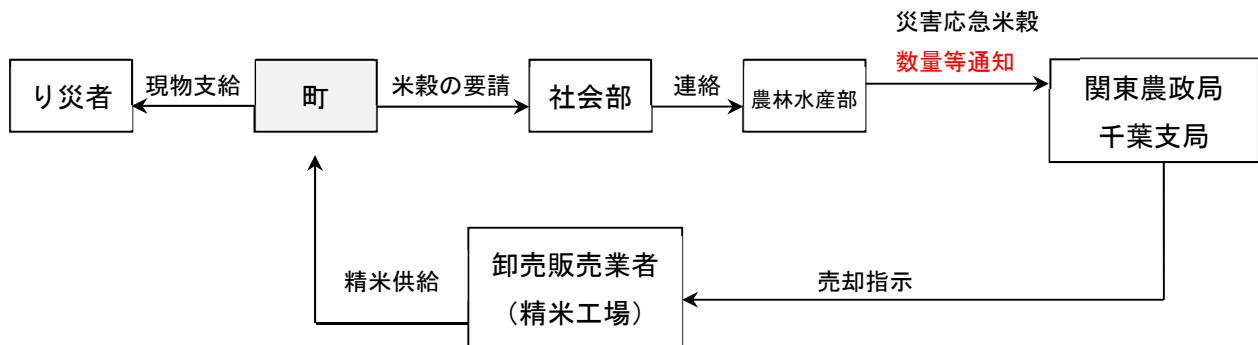 災害応急米穀
数量等通知
り災者
現物支給
町
米穀の要請
社会部
連絡
農林水産部
関東農政局
千葉支局
精米供給
卸売販売業者
（精米工場）
売却指示